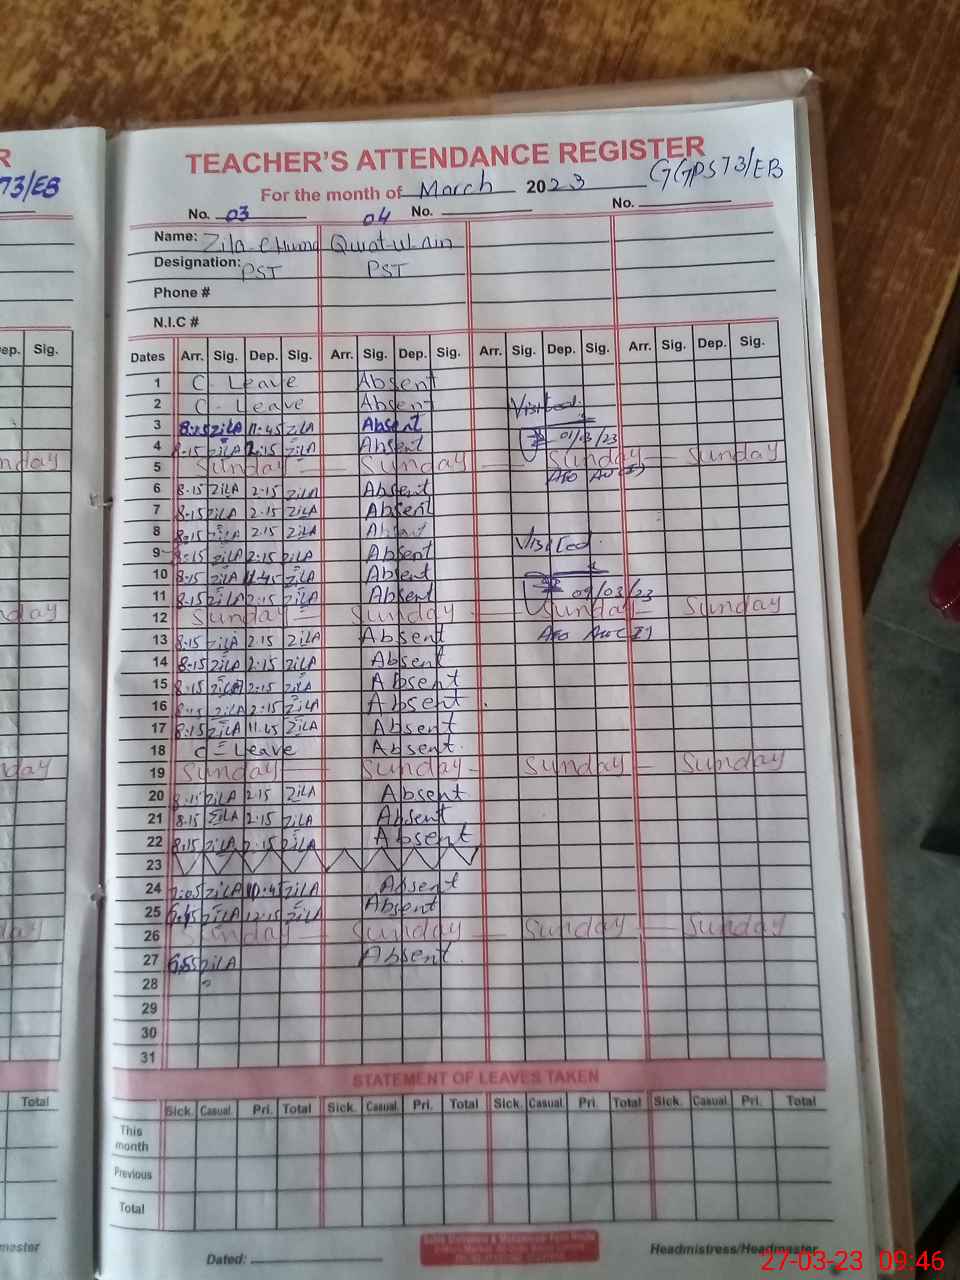 R
73/EB
TEACHER'S ATTENDANCE REGISTER
For the month of March 2023 GGPS 73/EB
No. 03 04 No. No.
Name: Zila-e-Huma Qurat-ul-ain
Designation: PST PST
Phone #
N.I.C #
ep. Sig. Dates Arr. Sig. Dep. Sig. Arr. Sig. Dep. Sig. Arr. Sig. Dep. Sig. Arr. Sig. Dep. Sig.
1 C - Leave Absent
2 C - Leave Absent Visited
3 8:15 ZilA 11:45 ZilA Absent
4 8:15 ZilA 2:15 ZilA Absent 01/03/23
nday 5 Sunday Sunday Sunday Sunday
6 8:15 ZilA 2:15 ZilA Absent
7 8:15 ZilA 2:15 ZilA Absent
8 8:15 ZilA 2:15 ZilA Absent
9 8:15 ZilA 2:15 ZilA Absent Visited
10 8:15 ZilA 11:45 ZilA Absent
11 8:15 ZilA 2:15 ZilA Absent 09/03/23
nday 12 Sunday Sunday Sunday Sunday
13 8:15 ZilA 2:15 ZilA Absent
14 8:15 ZilA 2:15 ZilA Absent
15 8:15 ZilA 2:15 ZilA Absent
16 8:15 ZilA 2:15 ZilA Absent
17 8:15 ZilA 11:45 ZilA Absent
18 C - Leave Absent
day 19 Sunday Sunday Sunday Sunday
20 8:15 ZilA 2:15 ZilA Absent
21 8:15 ZilA 2:15 ZilA Absent
22 8:15 ZilA 2:15 ZilA Absent
23
24 ZilA ZilA Absent
25 6:45 ZilA 12:15 ZilA Absent
26 Sunday Sunday Sunday Sunday
27 6:55 ZilA Absent
28
29
30
31
STATEMENT OF LEAVES TAKEN
Total Sick. Casual. Pri. Total Sick. Casual. Pri. Total Sick. Casual. Pri. Total Sick. Casual. Pri. Total
This month
Previous
Total
master Dated: Headmistress/Headmaster
27-03-23 09:46